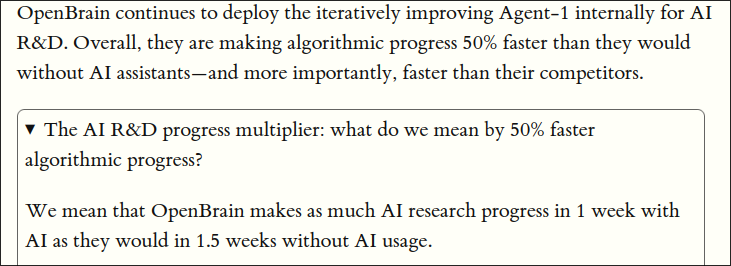 OpenBrain continues to deploy the iteratively improving Agent-1 internally for AI
R&D. Overall, they are making algorithmic progress 50% faster than they would
without AI assistants—and more importantly, faster than their competitors.
▼ The AI R&D progress multiplier: what do we mean by 50% faster
algorithmic progress?
We mean that OpenBrain makes as much AI research progress in 1 week with
AI as they would in 1.5 weeks without AI usage.